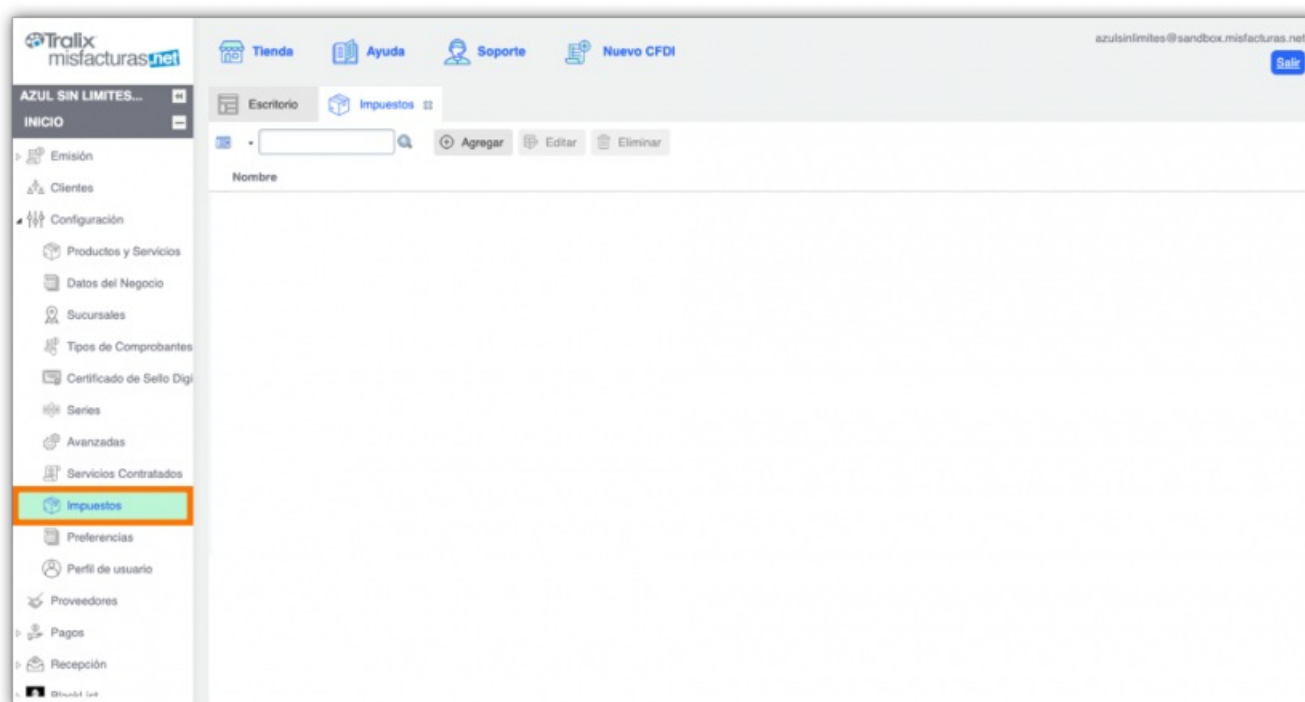 Tralix
misfacturas.net
Tienda
Ayuda
Soporte
Nuevo CFDI
azulsinlimites@sandbox.misfacturas.net
Salir
AZUL SIN LIMITES...
INICIO
Escritorio
Impuestos
Agregar
Editar
Eliminar
Nombre
Emisión
Clientes
Configuración
Productos y Servicios
Datos del Negocio
Sucursales
Tipos de Comprobantes
Certificado de Sello Digi
Series
Avanzadas
Servicios Contratados
Impuestos
Preferencias
Perfil de usuario
Proveedores
Pagos
Recepción